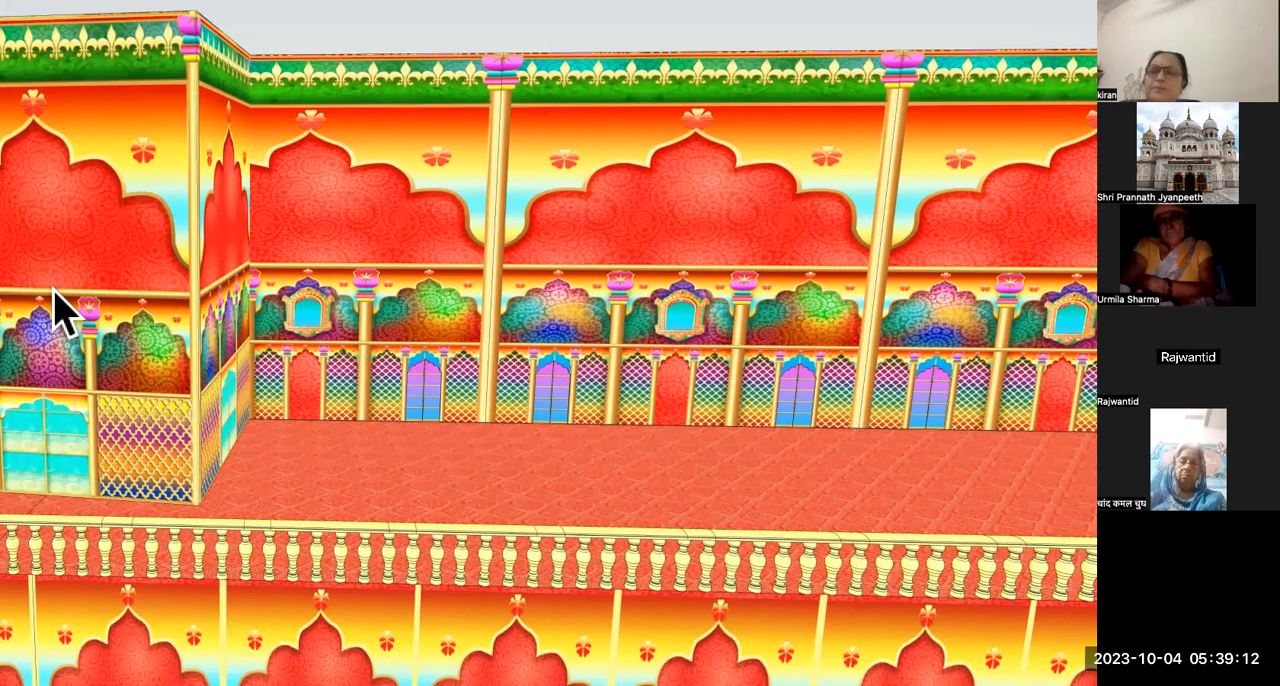 kiran
Shri Prannath Jyanpeeth
Urmila Sharma
Rajwantid
Rajwantid
चांद कमल चुघ
2023-10-04 05:39:12